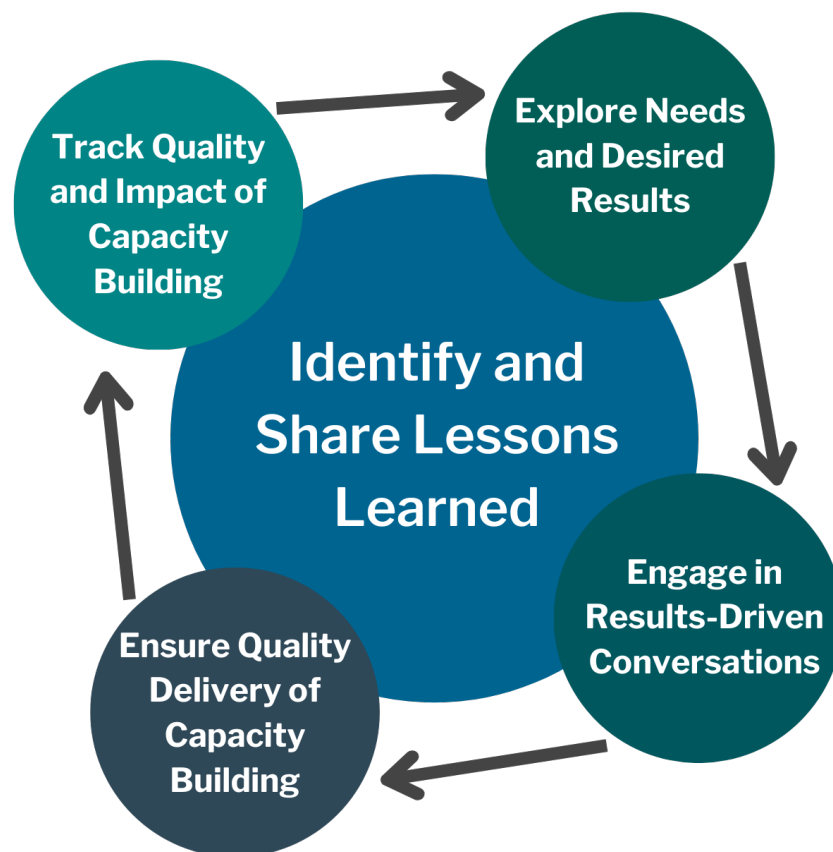 Track Quality
and Impact of
Capacity
Building
Explore Needs
and Desired
Results
Identify and
Share Lessons
Learned
Engage in
Results-Driven
Conversations
Ensure Quality
Delivery of
Capacity
Building